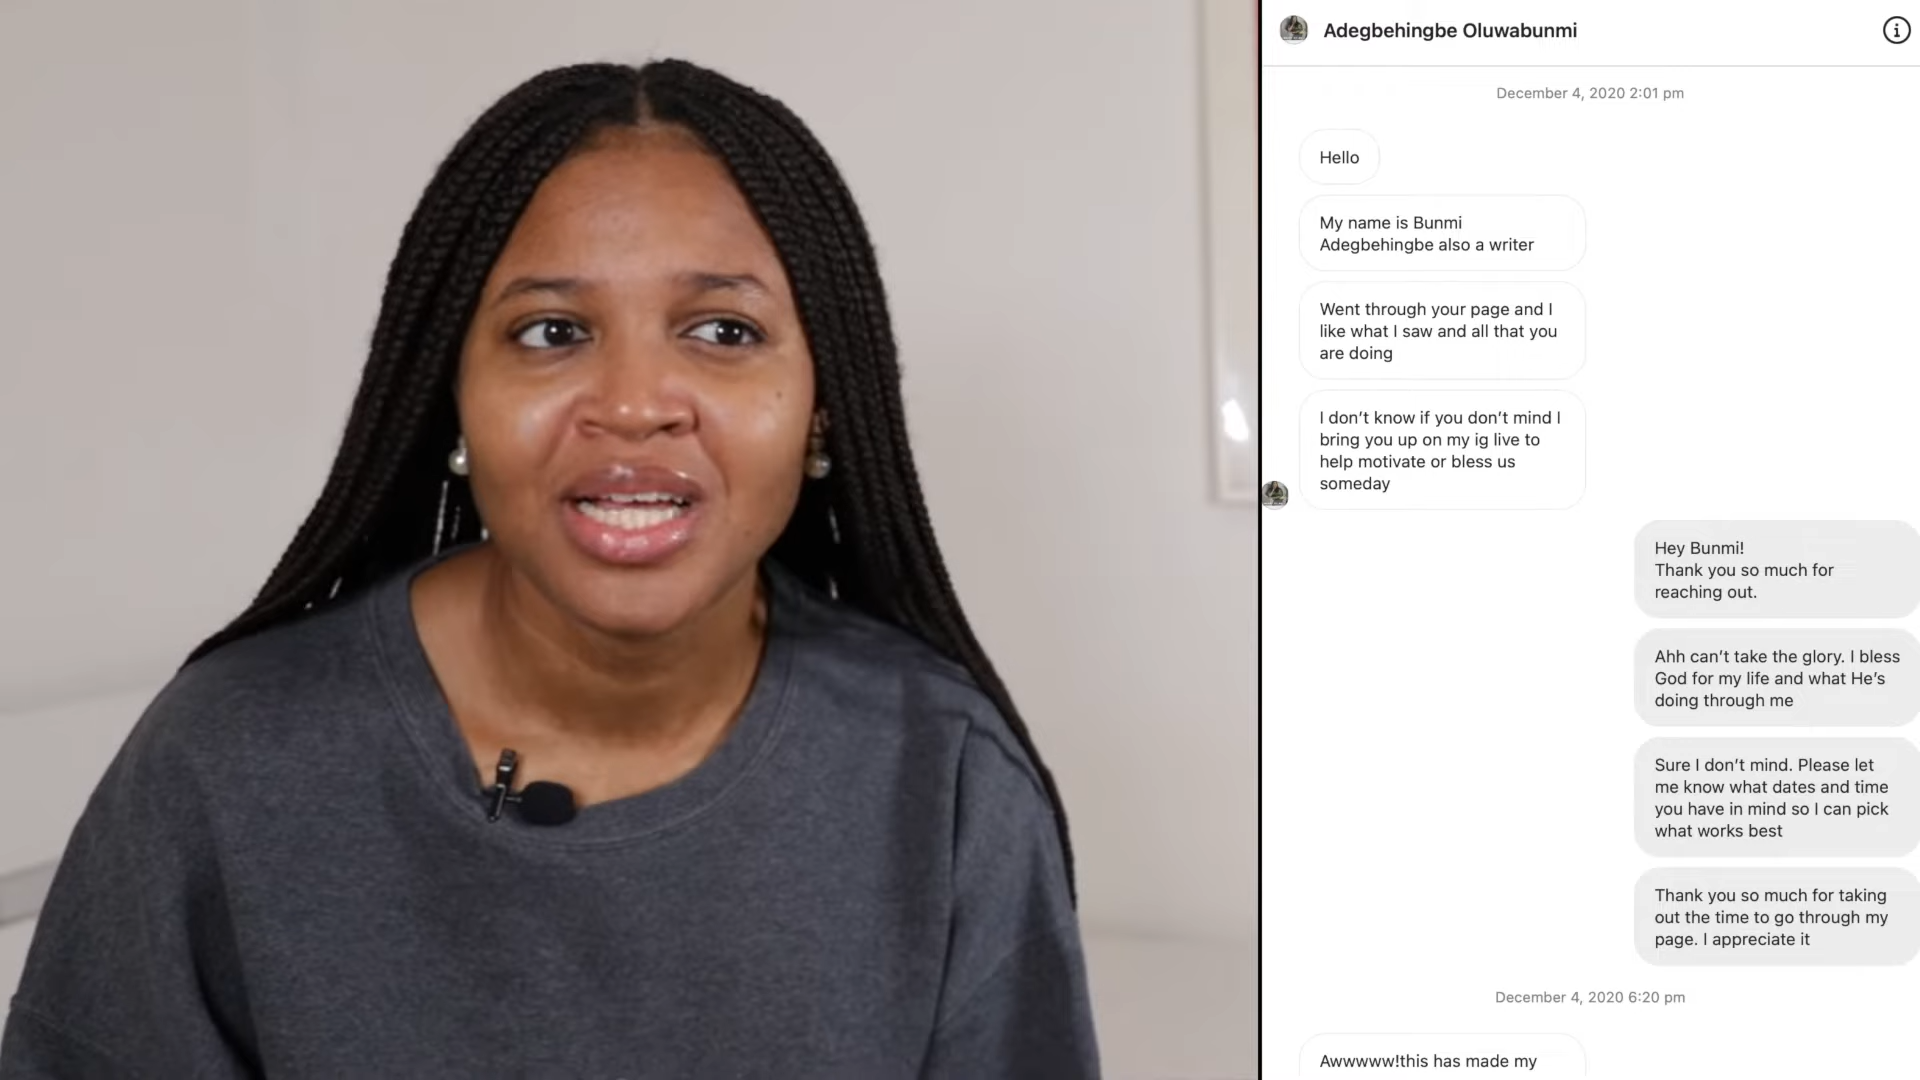 Adegbehingbe Oluwabunmi
December 4, 2020 2:01 pm
Hello
My name is Bunmi
Adegbehingbe also a writer
Went through your page and I
like what I saw and all that you
are doing
I don’t know if you don’t mind I
bring you up on my ig live to
help motivate or bless us
someday
Hey Bunmi!
Thank you so much for
reaching out.
Ahh can’t take the glory. I bless
God for my life and what He’s
doing through me
Sure I don’t mind. Please let
me know what dates and time
you have in mind so I can pick
what works best
Thank you so much for taking
out the time to go through my
page. I appreciate it
December 4, 2020 6:20 pm
Awwwww!this has made my